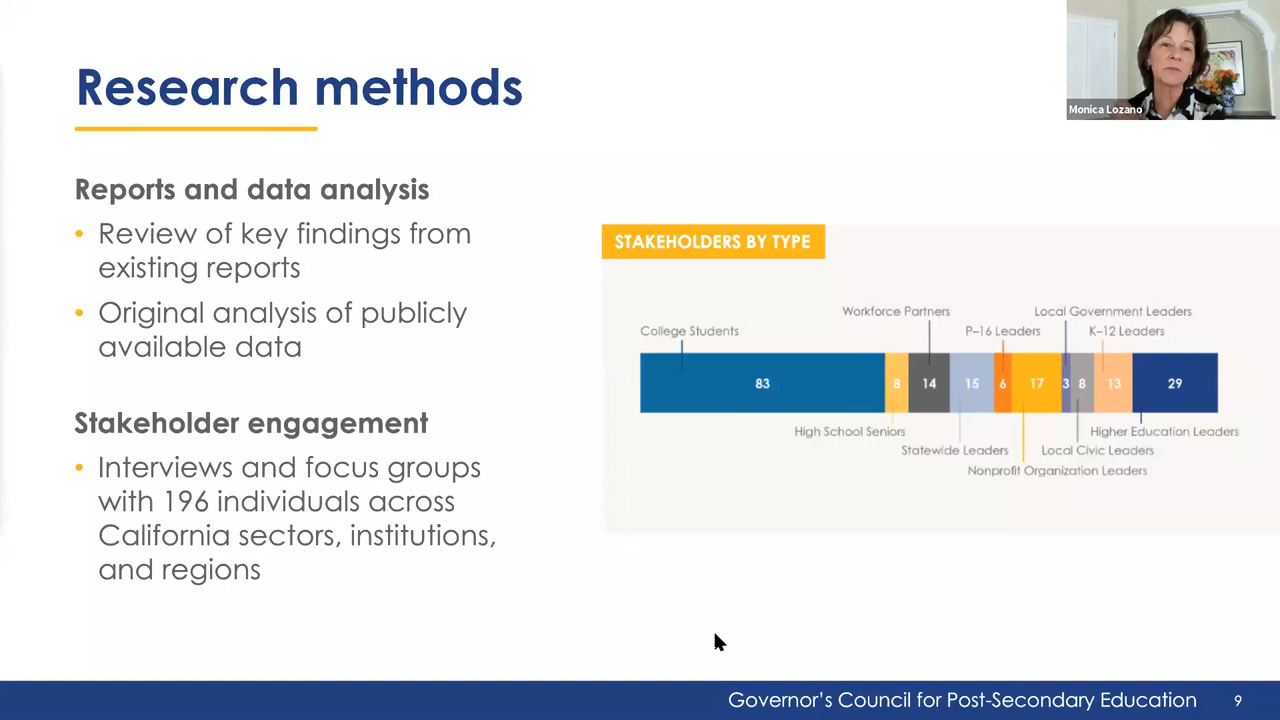 Research methods
Monica Lozano
Reports and data analysis
• Review of key findings from
existing reports
• Original analysis of publicly
available data
Stakeholder engagement
• Interviews and focus groups
with 196 individuals across
California sectors, institutions,
and regions
STAKEHOLDERS BY TYPE
Workforce Partners
Local Government Leaders
College Students
P–16 Leaders
K–12 Leaders
83
8
14
15
6
17
3
8
13
29
High School Seniors
Higher Education Leaders
Statewide Leaders
Local Civic Leaders
Nonprofit Organization Leaders
Governor's Council for Post-Secondary Education
9